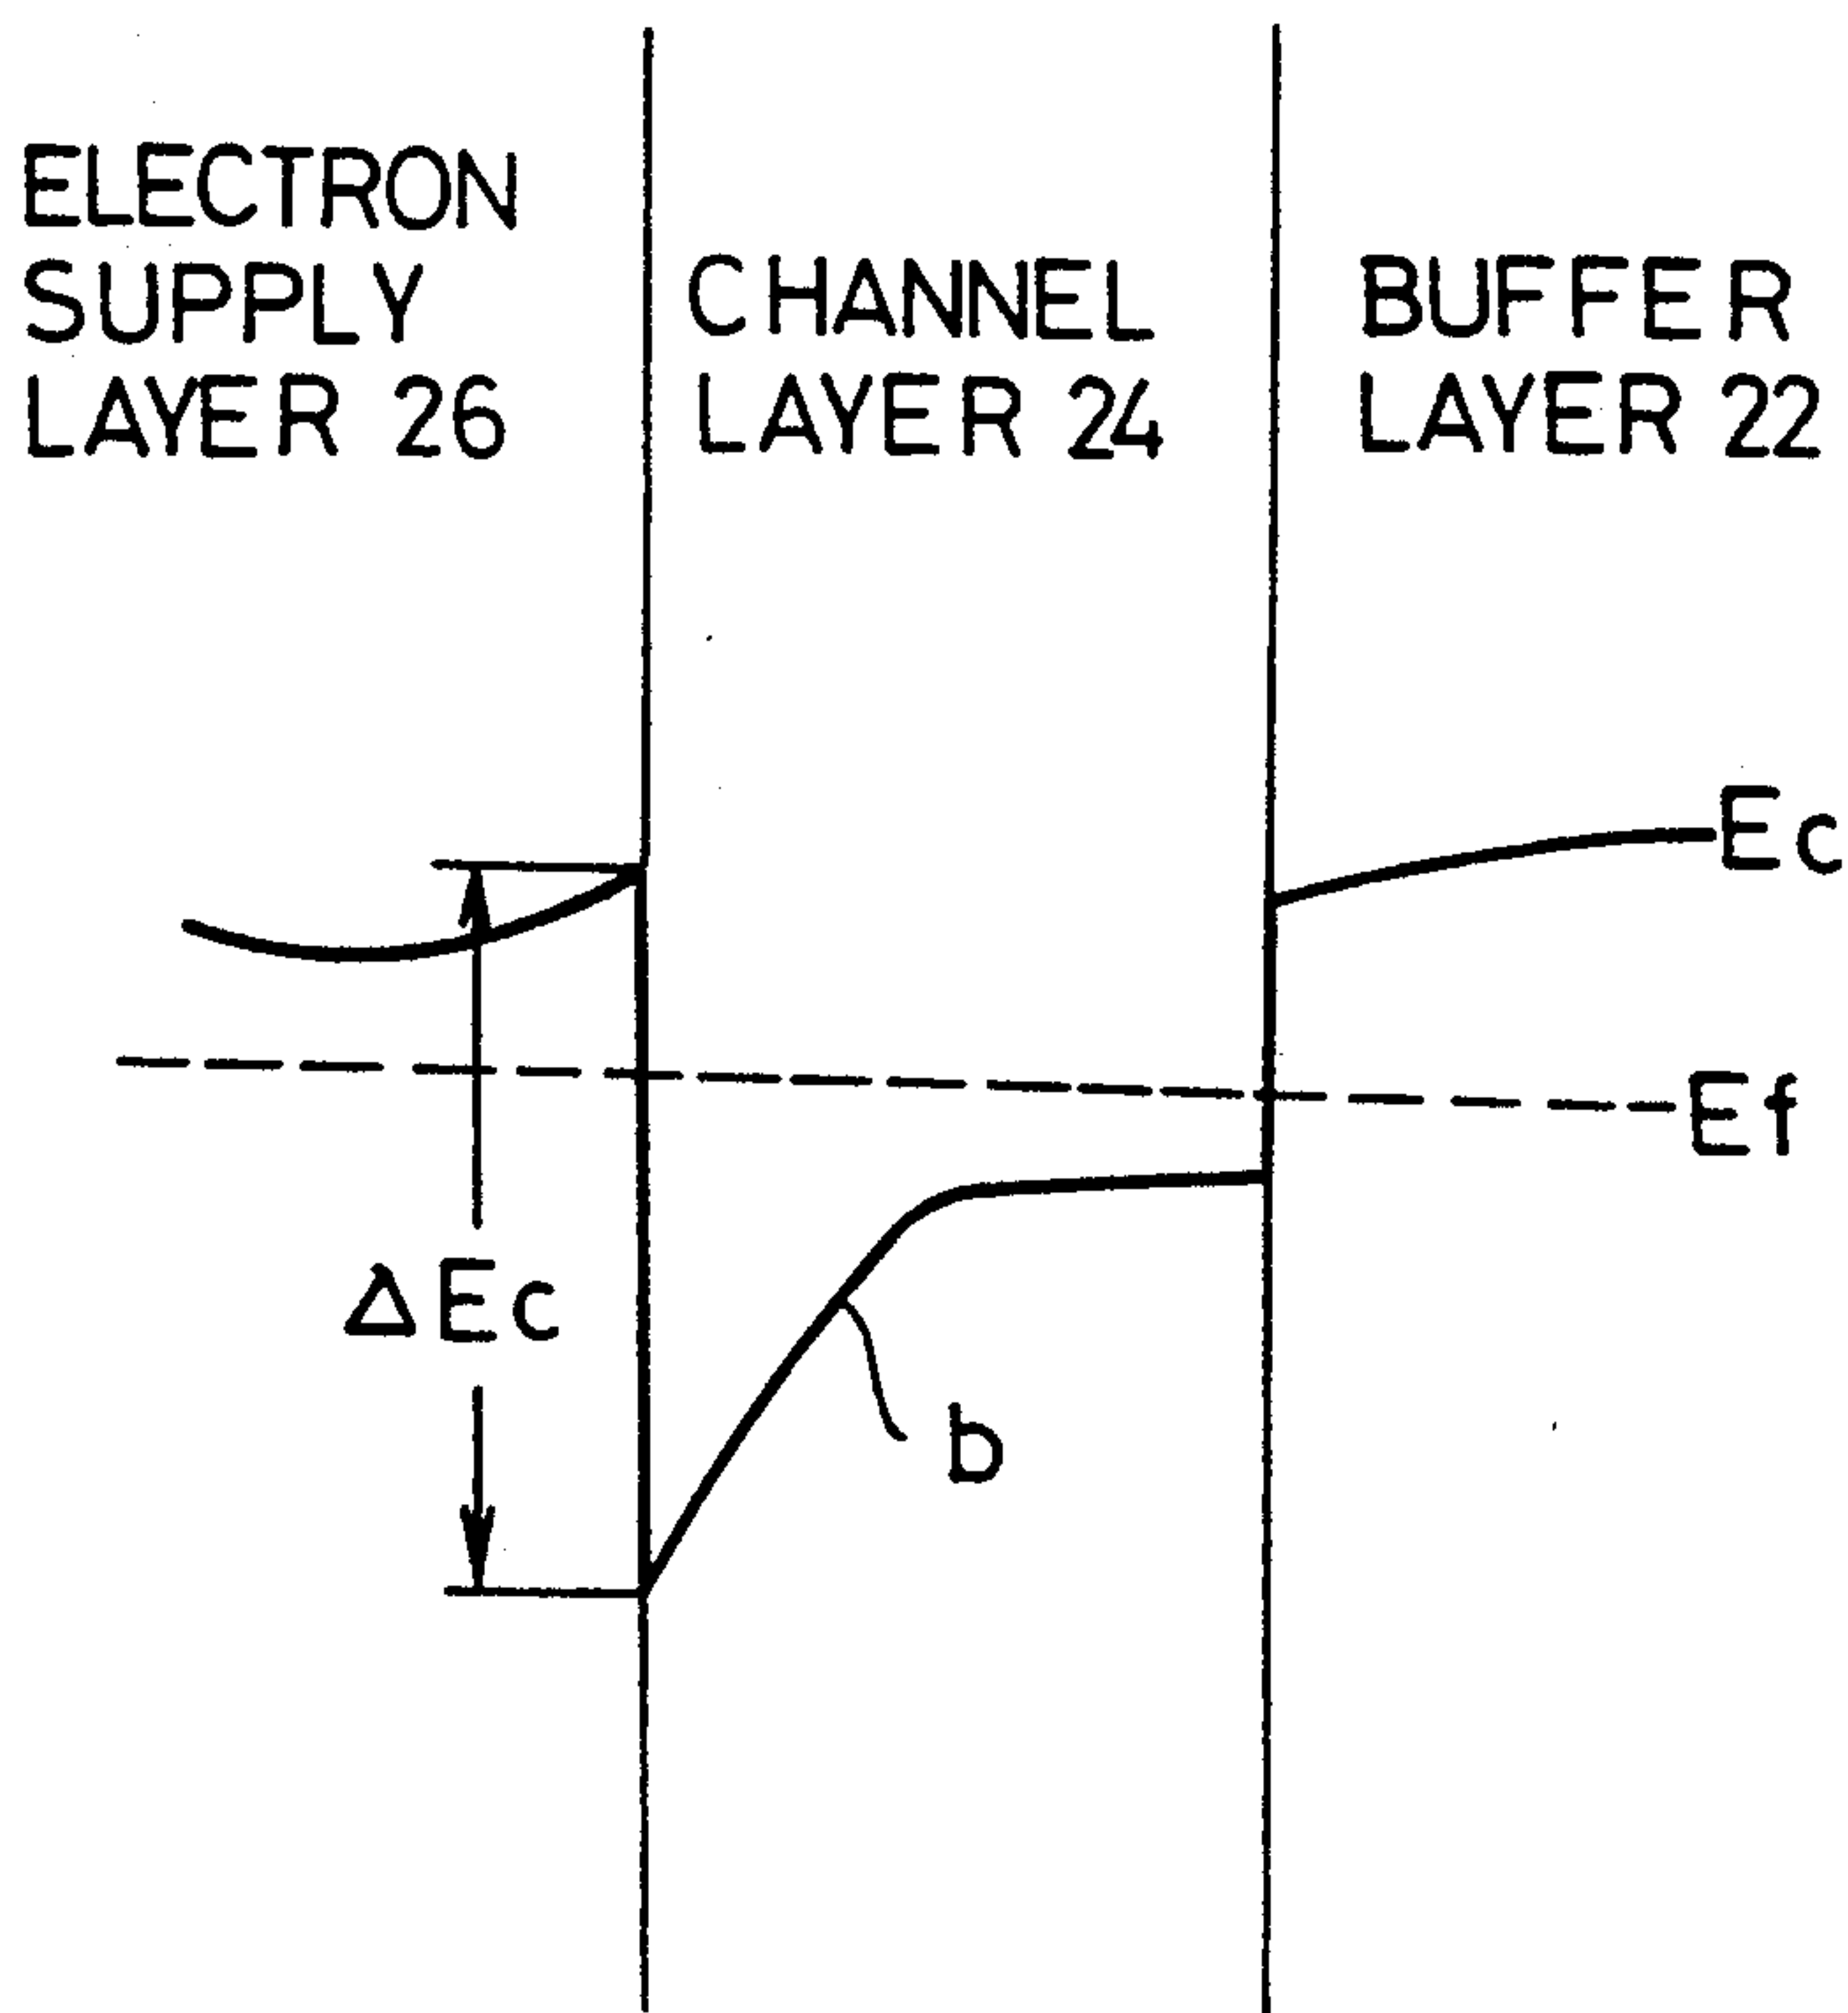 ELECTRON
SUPPLY
LAYER 26
CHANNEL
LAYER 24
BUFFER
LAYER 22
Ec
Ef
ΔEc
b